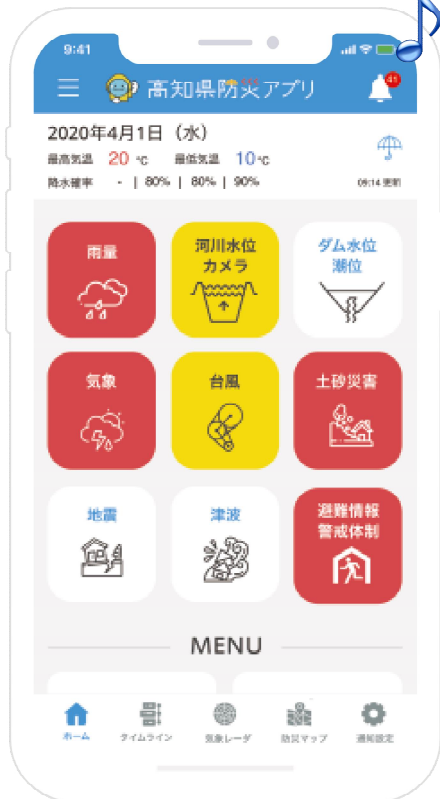 9:41
高知県防災アプリ
41
2020年4月1日（水）
最高気温 20 ℃ 最低気温 10 ℃
降水確率 - | 80% | 80% | 90%
09:14 更新
雨量
河川水位
カメラ
ダム水位
潮位
気象
台風
土砂災害
地震
津波
避難情報
警戒体制
MENU
ホーム
タイムライン
気象レーダ
防災マップ
通知設定